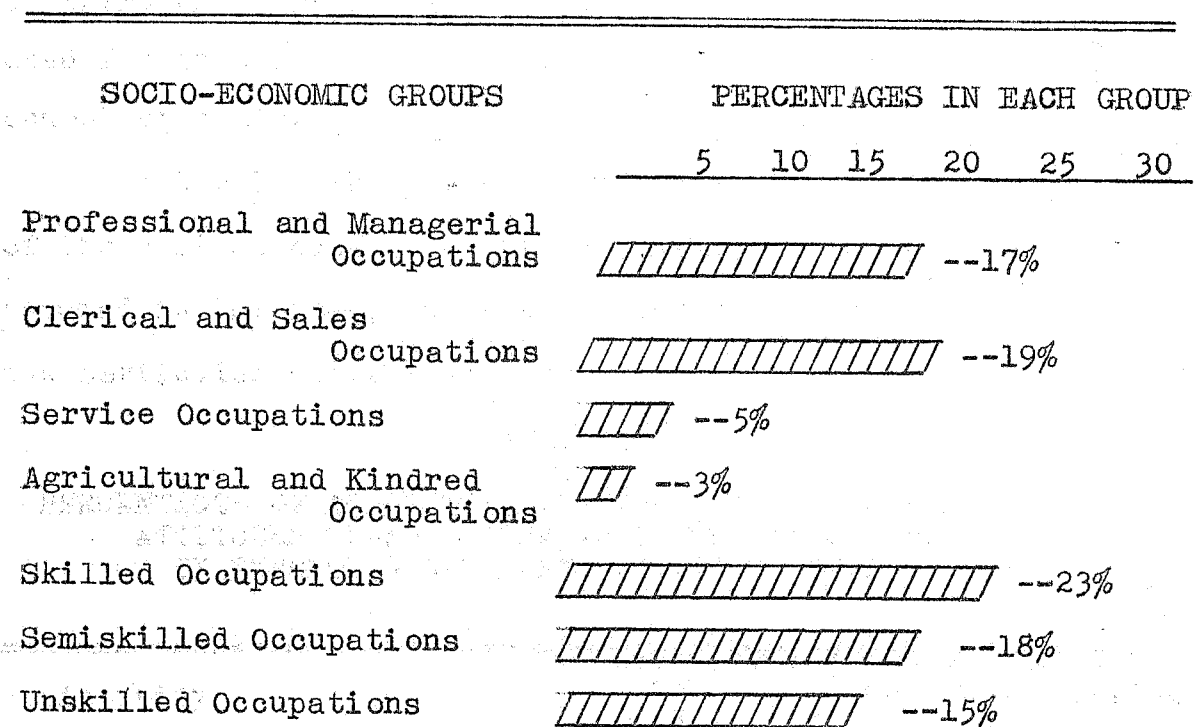 SOCIO-ECONOMIC GROUPS PERCENTAGES IN EACH GROUP
5 10 15 20 25 30
Professional and Managerial
Occupations --17%
Clerical and Sales
Occupations --19%
Service Occupations --5%
Agricultural and Kindred --3%
Occupations
Skilled Occupations --23%
Semiskilled Occupations --18%
Unskilled Occupations --15%